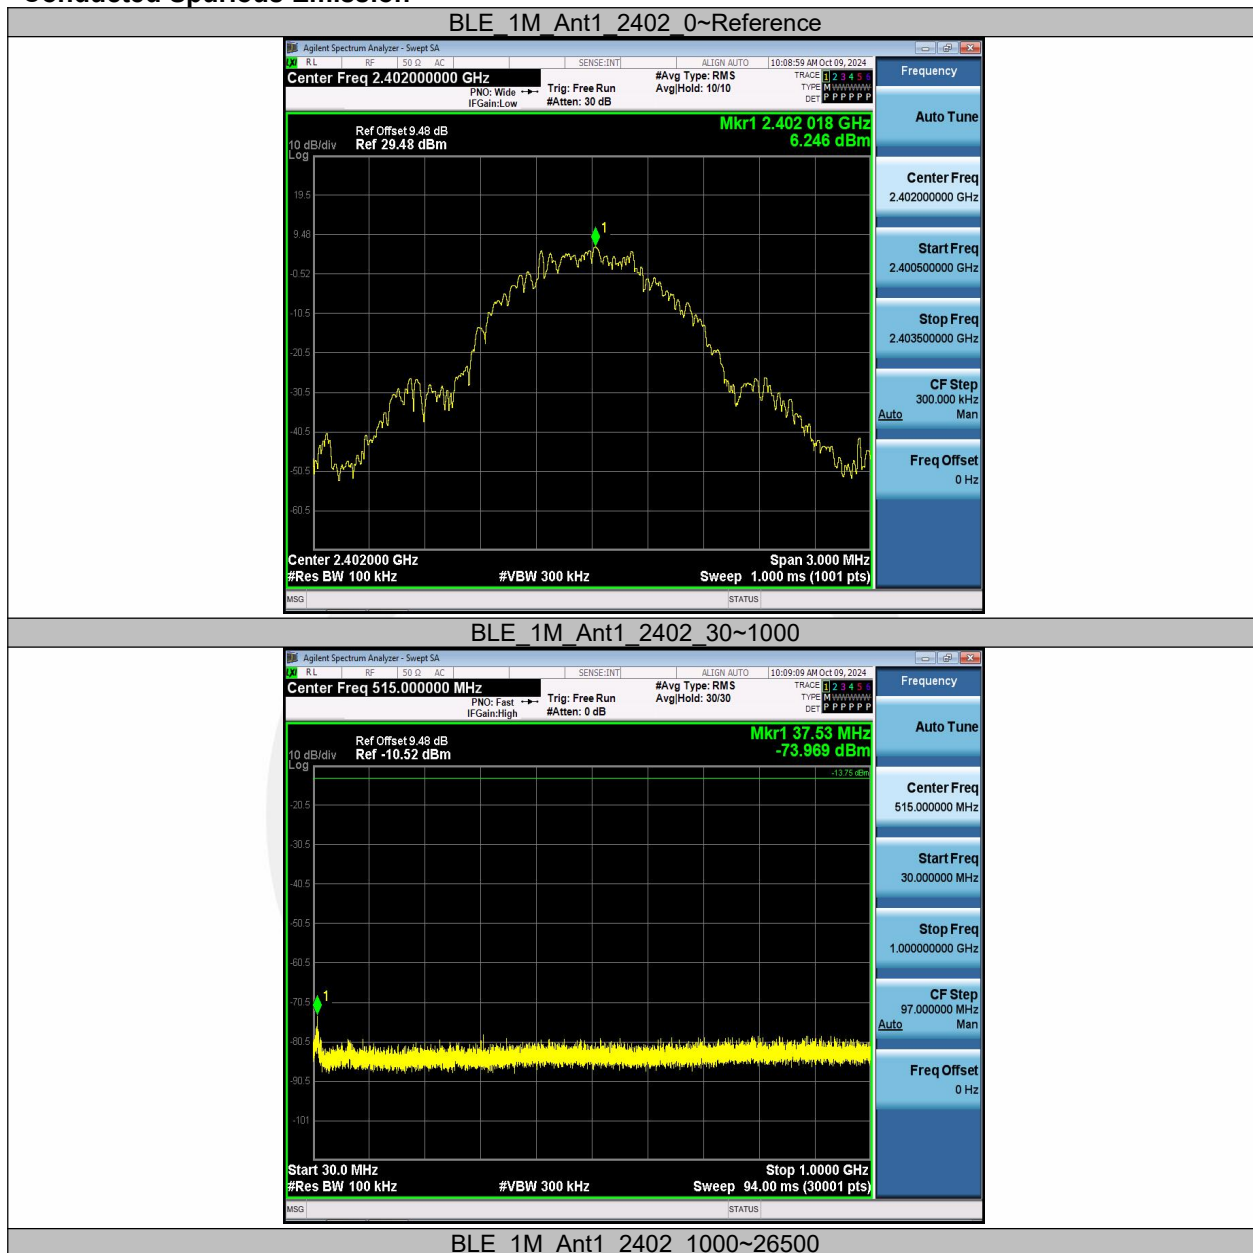 Conducted Spurious Emission
BLE_1M_Ant1_2402_0~Reference
Agilent Spectrum Analyzer - Swept SA
RL RF 50 Ω AC SENSE:INT ALIGN AUTO 10:08:59 AM Oct 09, 2024
Center Freq 2.402000000 GHz
PNO: Wide
IFGain:Low
Trig: Free Run
#Atten: 30 dB
#Avg Type: RMS
Avg|Hold: 10/10
TRACE 1 2 3 4 5 6
TYPE M WWWWW
DET P P P P P P
Mkr1 2.402 018 GHz
6.246 dBm
Ref Offset 9.48 dB
10 dB/div Ref 29.48 dBm
Log
19.5
9.48
-0.52
-10.5
-20.5
-30.5
-40.5
-50.5
-60.5
1
Center 2.402000 GHz Span 3.000 MHz
#Res BW 100 kHz #VBW 300 kHz Sweep 1.000 ms (1001 pts)
MSG STATUS
Frequency
Auto Tune
Center Freq
2.402000000 GHz
Start Freq
2.400500000 GHz
Stop Freq
2.403500000 GHz
CF Step
300.000 kHz
Auto Man
Freq Offset
0 Hz
BLE_1M_Ant1_2402_30~1000
Agilent Spectrum Analyzer - Swept SA
RL RF 50 Ω AC SENSE:INT ALIGN AUTO 10:09:09 AM Oct 09, 2024
Center Freq 515.000000 MHz
PNO: Fast
IFGain:High
Trig: Free Run
#Atten: 0 dB
#Avg Type: RMS
Avg|Hold: 30/30
TRACE 1 2 3 4 5 6
TYPE M WWWWW
DET P P P P P P
Mkr1 37.53 MHz
-73.969 dBm
Ref Offset 9.48 dB
10 dB/div Ref -10.52 dBm
Log
-13.75 dBm
-20.5
-30.5
-40.5
-50.5
-60.5
-70.5
-80.5
-90.5
-101
1
Start 30.0 MHz Stop 1.0000 GHz
#Res BW 100 kHz #VBW 300 kHz Sweep 94.00 ms (30001 pts)
MSG STATUS
Frequency
Auto Tune
Center Freq
515.000000 MHz
Start Freq
30.000000 MHz
Stop Freq
1.000000000 GHz
CF Step
97.000000 MHz
Auto Man
Freq Offset
0 Hz
BLE_1M_Ant1_2402_1000~26500